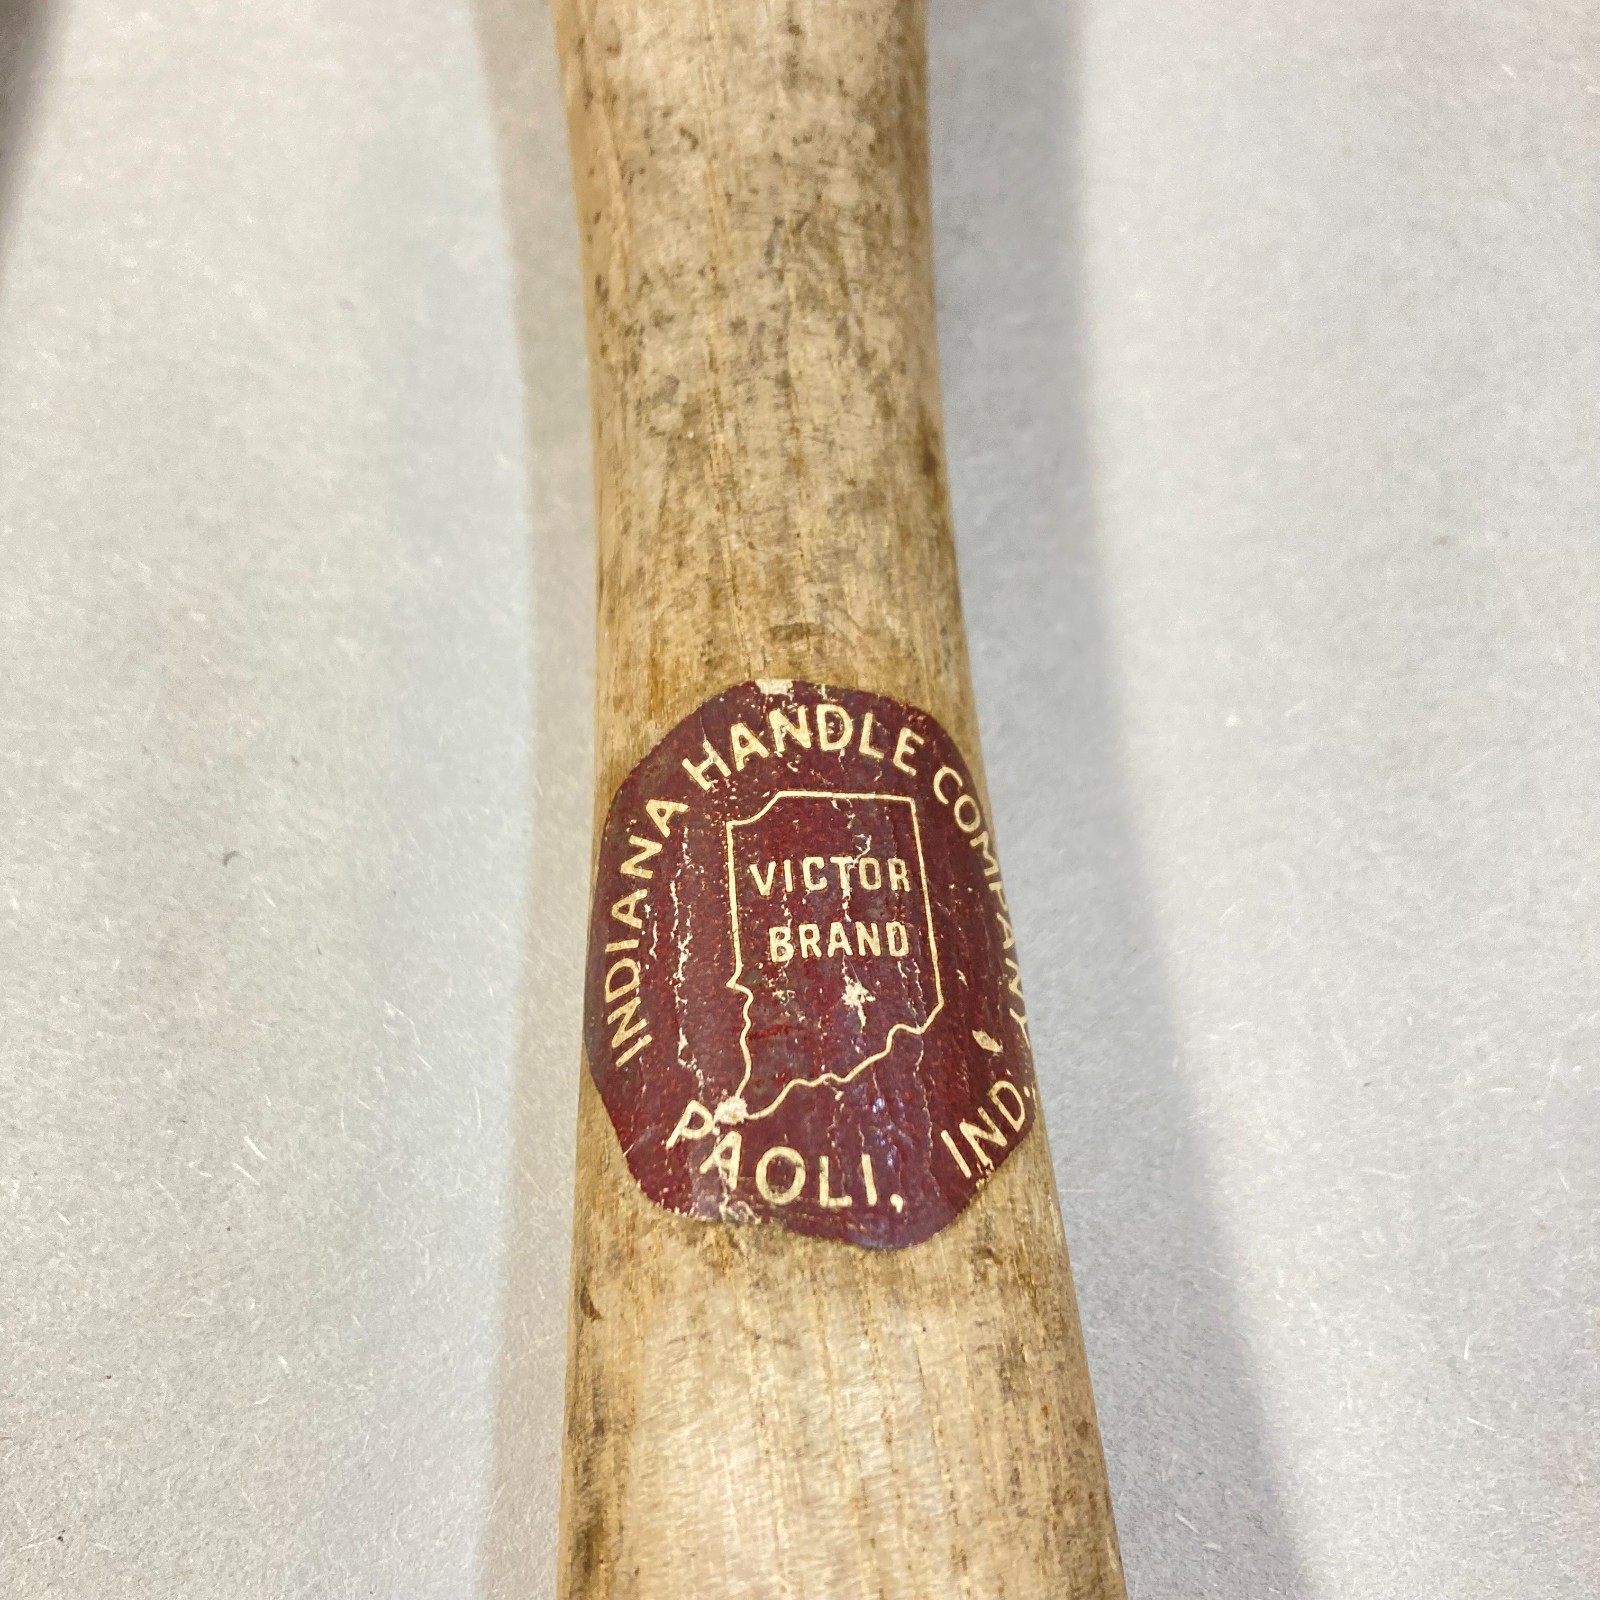 INDIANA HANDLE COMPANY
VICTOR
BRAND
PAOLI, IND.